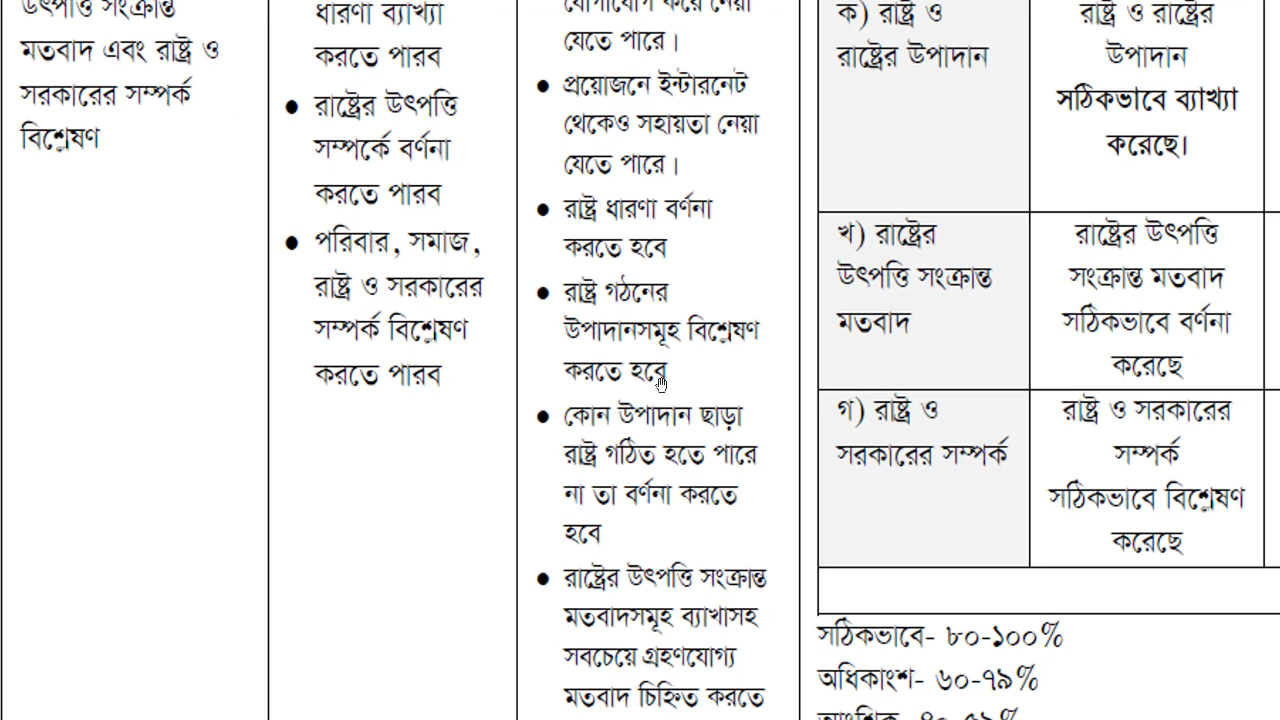 উৎপত্তি সংক্রান্ত
মতবাদ এবং রাষ্ট্র ও
সরকারের সম্পর্ক
বিশ্লেষণ
ধারণা ব্যাখ্যা
করতে পারব
● রাষ্ট্রের উৎপত্তি
সম্পর্কে বর্ণনা
করতে পারব
● পরিবার, সমাজ,
রাষ্ট্র ও সরকারের
সম্পর্ক বিশ্লেষণ
করতে পারব
যোগাযোগ করে নেয়া
যেতে পারে।
● প্রয়োজনে ইন্টারনেট
থেকেও সহায়তা নেয়া
যেতে পারে।
● রাষ্ট্র ধারণা বর্ণনা
করতে হবে
● রাষ্ট্র গঠনের
উপাদানসমূহ বিশ্লেষণ
করতে হবে
● কোন উপাদান ছাড়া
রাষ্ট্র গঠিত হতে পারে
না তা বর্ণনা করতে
হবে
● রাষ্ট্রের উৎপত্তি সংক্রান্ত
মতবাদসমূহ ব্যাখাসহ
সবচেয়ে গ্রহণযোগ্য
মতবাদ চিহ্নিত করতে
ক) রাষ্ট্র ও
রাষ্ট্রের উপাদান
রাষ্ট্র ও রাষ্ট্রের
উপাদান
সঠিকভাবে ব্যাখ্যা
করেছে।
খ) রাষ্ট্রের
উৎপত্তি সংক্রান্ত
মতবাদ
রাষ্ট্রের উৎপত্তি
সংক্রান্ত মতবাদ
সঠিকভাবে বর্ণনা
করেছে
গ) রাষ্ট্র ও
সরকারের সম্পর্ক
রাষ্ট্র ও সরকারের
সম্পর্ক
সঠিকভাবে বিশ্লেষণ
করেছে
সঠিকভাবে- ৮০-১০০%
অধিকাংশ- ৬০-৭৯%
আংশিক- ৪০-৫৯%